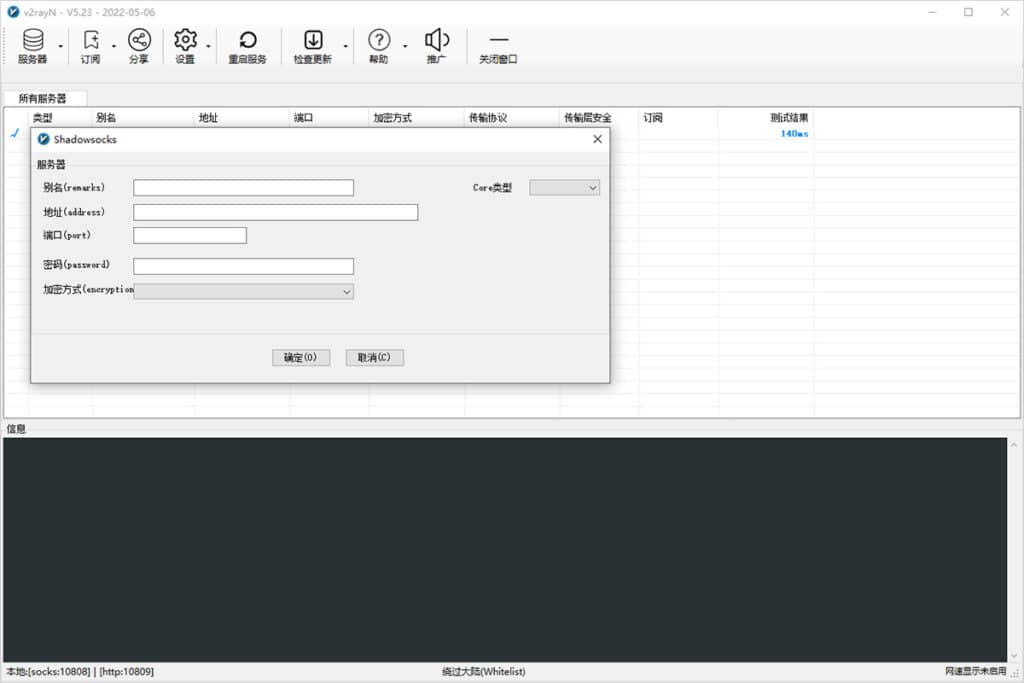 v2rayN - V5.23 - 2022-05-06
服务器 订阅 分享 设置 重启服务 检查更新 帮助 推广 关闭窗口
所有服务器
类型 别名 地址 端口 加密方式 传输协议 传输层安全 订阅 测试结果
140ms
Shadowsocks
服务器
别名(remarks) Core类型
地址(address)
端口(port)
密码(password)
加密方式(encryption
确定(O) 取消(C)
信息
本地:[socks:10808] | [http:10809] 绕过大陆(Whitelist) 网速显示未启用